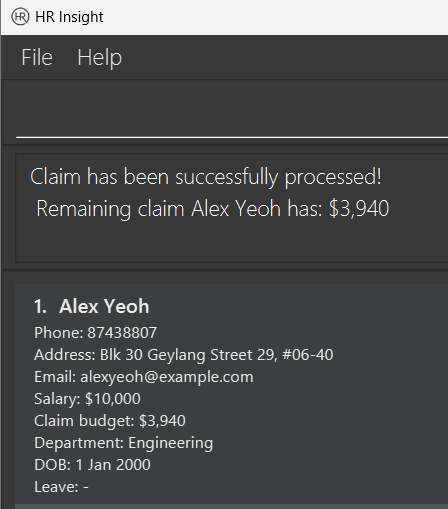 HR HR Insight
File Help
Claim has been successfully processed!
Remaining claim Alex Yeoh has: $3,940
1. Alex Yeoh
Phone: 87438807
Address: Blk 30 Geylang Street 29, #06-40
Email: alexyeoh@example.com
Salary: $10,000
Claim budget: $3,940
Department: Engineering
DOB: 1 Jan 2000
Leave: -